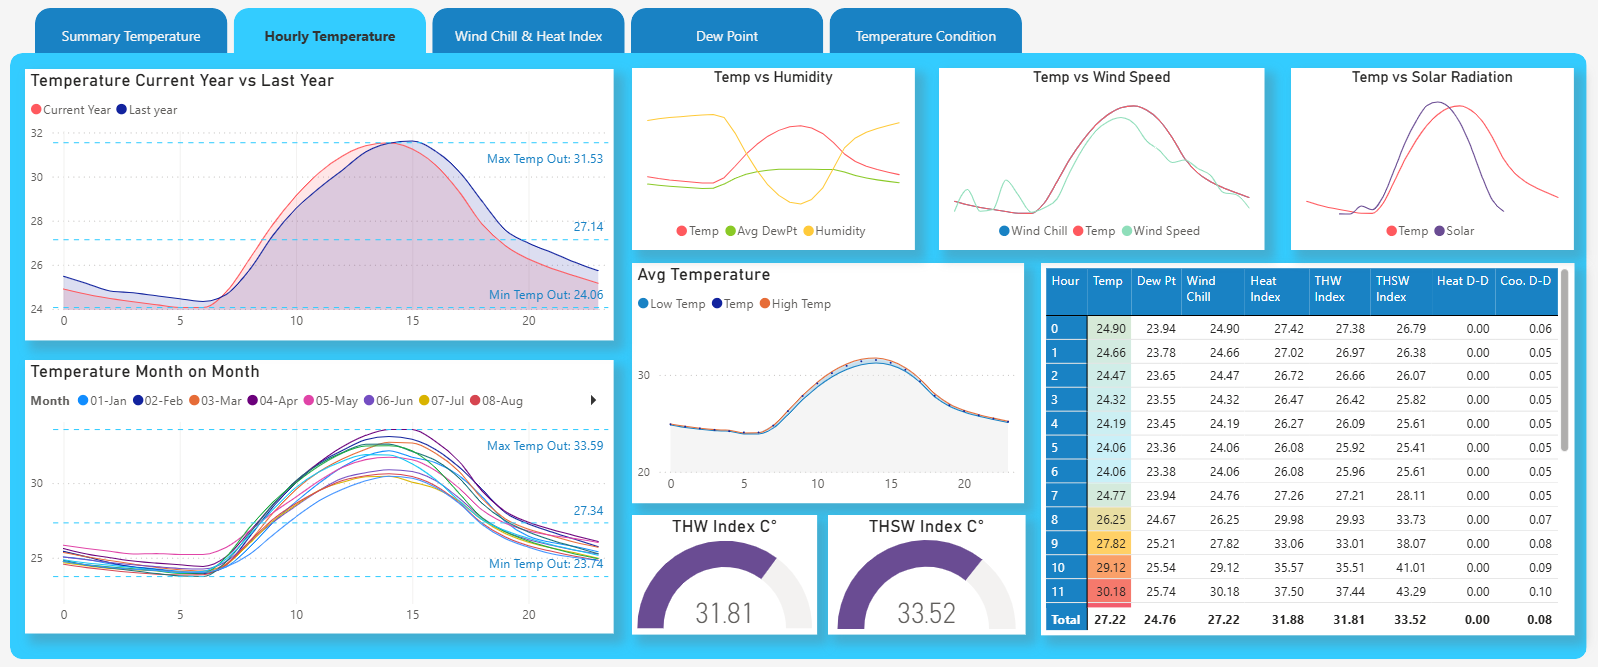 Summary Temperature
Hourly Temperature
Wind Chill & Heat Index
Dew Point
Temperature Condition
Temperature Current Year vs Last Year
Current Year Last year
32
30
28
26
24
0 5 10 15 20
Max Temp Out: 31.53
27.14
Min Temp Out: 24.06
Temperature Month on Month
Month 01-Jan 02-Feb 03-Mar 04-Apr 05-May 06-Jun 07-Jul 08-Aug
30
25
0 5 10 15 20
Max Temp Out: 33.59
27.34
Min Temp Out: 23.74
Temp vs Humidity
Temp Avg DewPt Humidity
Temp vs Wind Speed
Wind Chill Temp Wind Speed
Temp vs Solar Radiation
Temp Solar
Avg Temperature
Low Temp Temp High Temp
30
20
0 5 10 15 20
THW Index C°
31.81
THSW Index C°
33.52
Hour Temp Dew Pt Wind Chill Heat Index THW Index THSW Index Heat D-D Coo. D-D
0 24.90 23.94 24.90 27.42 27.38 26.79 0.00 0.06
1 24.66 23.78 24.66 27.02 26.97 26.38 0.00 0.05
2 24.47 23.65 24.47 26.72 26.66 26.07 0.00 0.05
3 24.32 23.55 24.32 26.47 26.42 25.82 0.00 0.05
4 24.19 23.45 24.19 26.27 26.09 25.61 0.00 0.05
5 24.06 23.36 24.06 26.08 25.92 25.41 0.00 0.05
6 24.06 23.38 24.06 26.08 25.96 25.61 0.00 0.05
7 24.77 23.94 24.76 27.26 27.21 28.11 0.00 0.05
8 26.25 24.67 26.25 29.98 29.93 33.73 0.00 0.07
9 27.82 25.21 27.82 33.06 33.01 38.07 0.00 0.08
10 29.12 25.54 29.12 35.57 35.51 41.01 0.00 0.09
11 30.18 25.74 30.18 37.50 37.44 43.29 0.00 0.10
Total 27.22 24.76 27.22 31.88 31.81 33.52 0.00 0.08